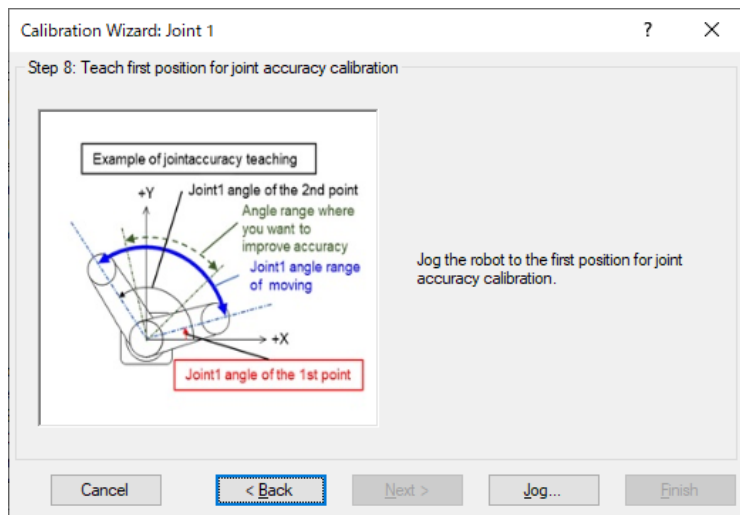 Calibration Wizard: Joint 1
?
Step 8: Teach first position for joint accuracy calibration
Example of jointaccuracy teaching
+Y
Joint1 angle of the 2nd point
Angle range where
you want to
improve accuracy
Joint1 angle range
of moving
+X
Joint1 angle of the 1st point
Jog the robot to the first position for joint
accuracy calibration.
Cancel
< Back
Next >
Jog...
Finish